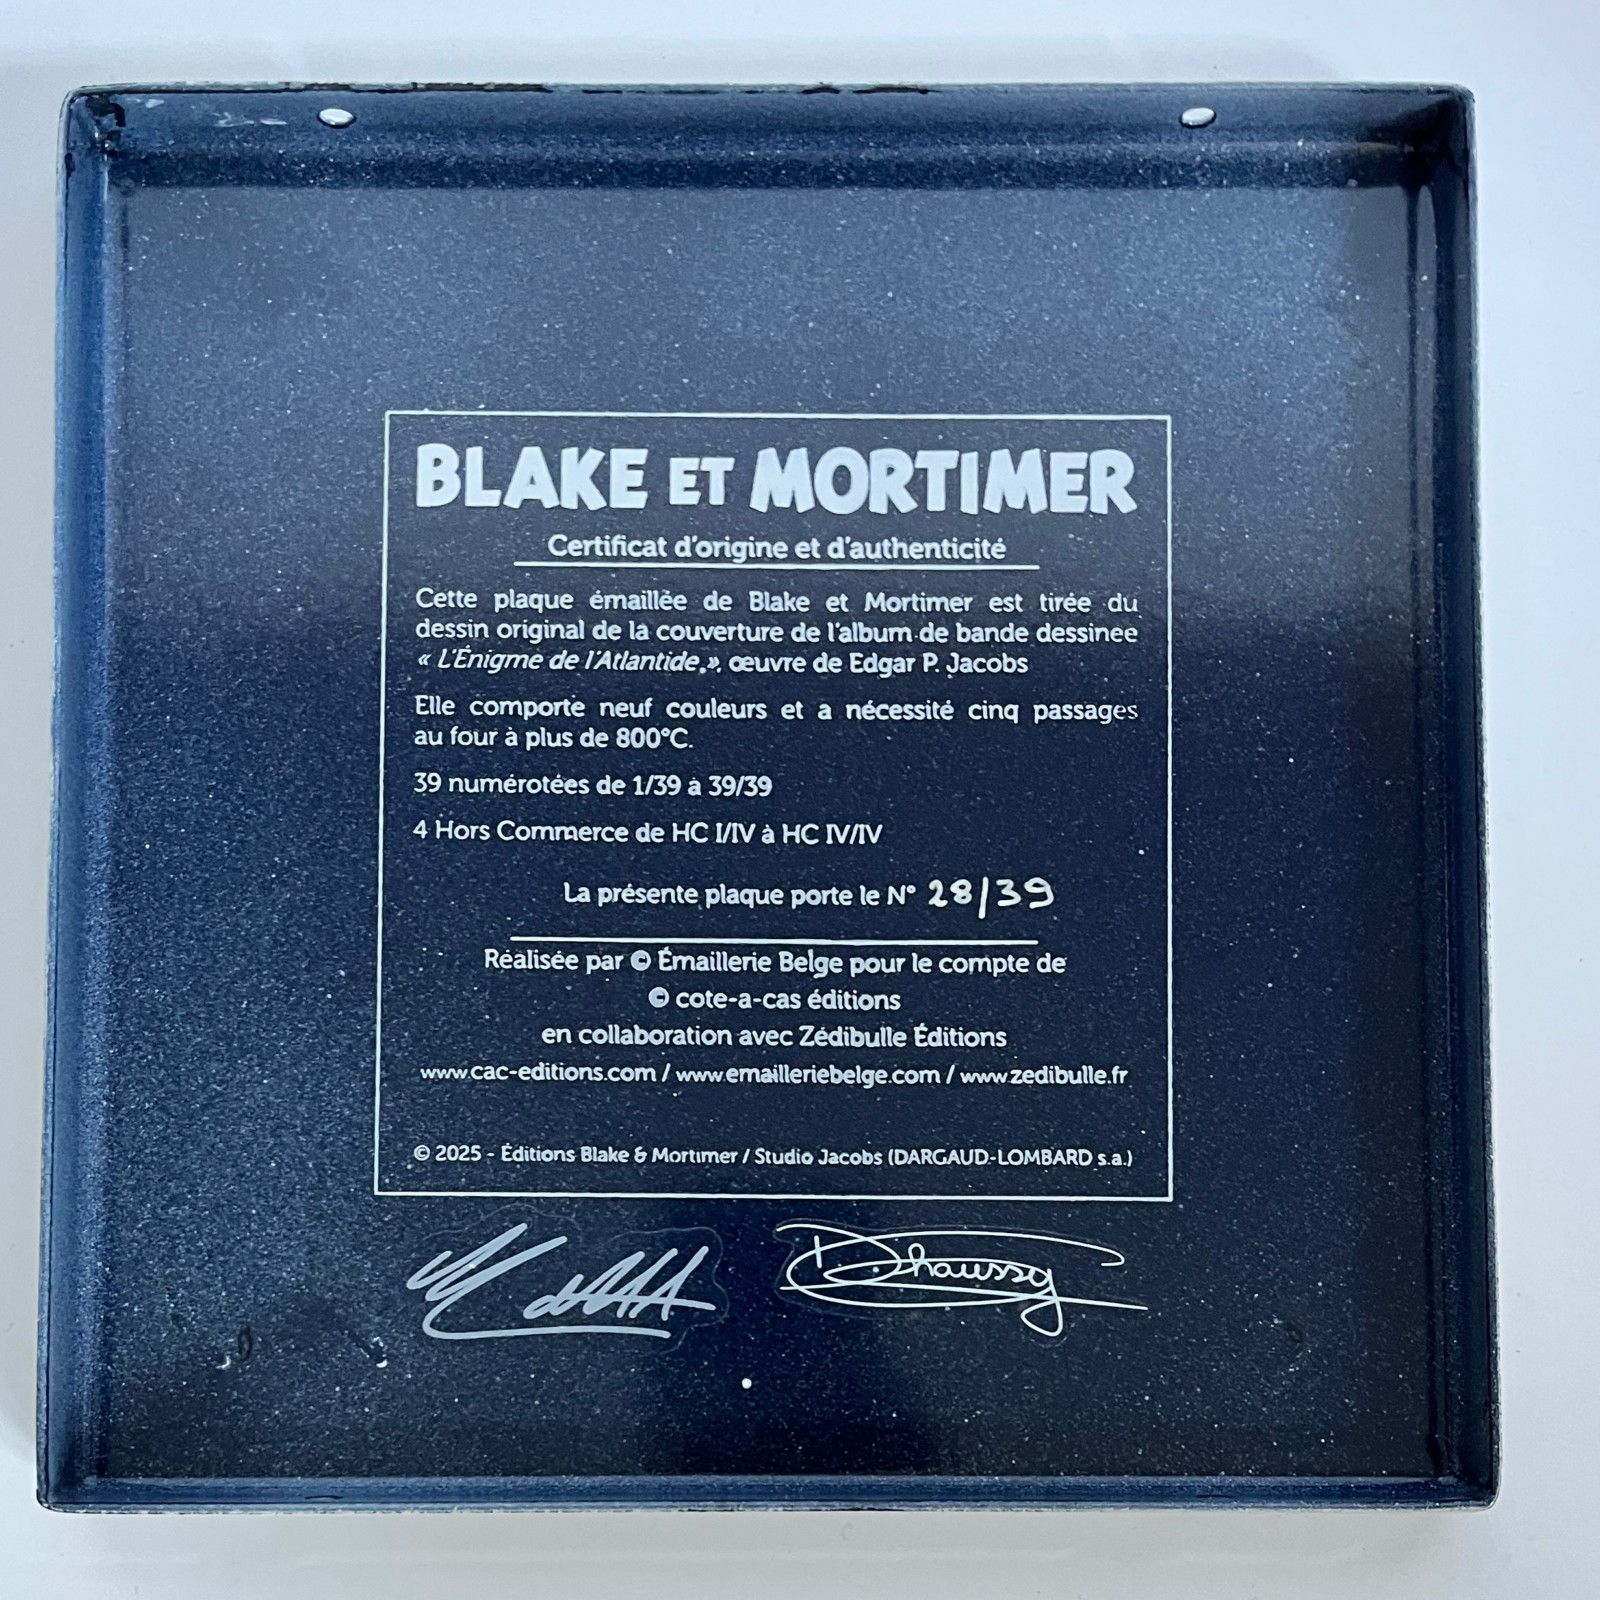 BLAKE ET MORTIMER
Certificat d'origine et d'authenticité
Cette plaque émaillée de Blake et Mortimer est tirée du
dessin original de la couverture de l'album de bande dessinee
« L'Énigme de l'Atlantide », œuvre de Edgar P. Jacobs
Elle comporte neuf couleurs et a nécessité cinq passages
au four à plus de 800°C.
39 numérotées de 1/39 à 39/39
4 Hors Commerce de HC I/IV à HC IV/IV
La présente plaque porte le N° 28/39
Réalisée par © Émaillerie Belge pour le compte de
© cote-a-cas éditions
en collaboration avec Zédibulle Éditions
www.cac-editions.com / www.emailleriebelge.com / www.zedibulle.fr
© 2025 - Éditions Blake & Mortimer / Studio Jacobs (DARGAUD-LOMBARD s.a.)
Dhaussy